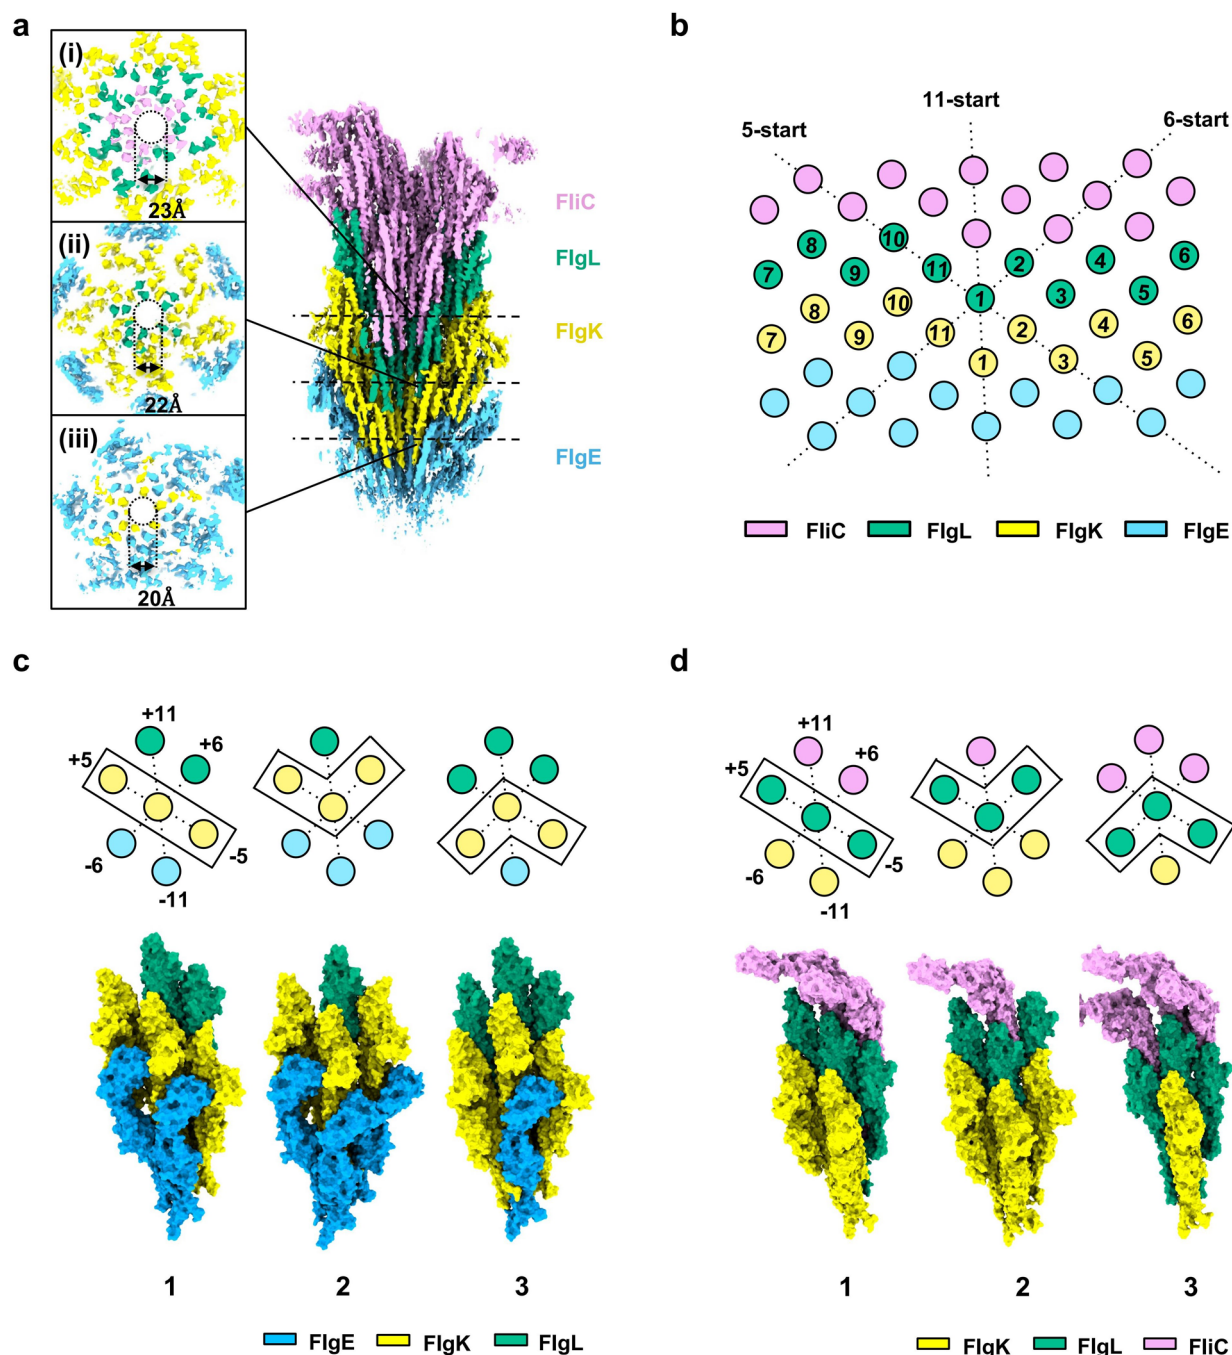 a
(i)
23Å
(ii)
22Å
(iii)
20Å
FliC
FlgL
FlgK
FlgE
b
11-start
5-start
6-start
8
10
7
9
11
2
4
6
1
3
5
8
10
7
9
11
2
4
6
1
3
5
FliC FlgL FlgK FlgE
c
+11
+5
+6
-6
-5
-11
1 2 3
FlgE FlgK FlgL
d
+11
+5
+6
-6
-5
-11
1 2 3
FlgK FlgL FliC